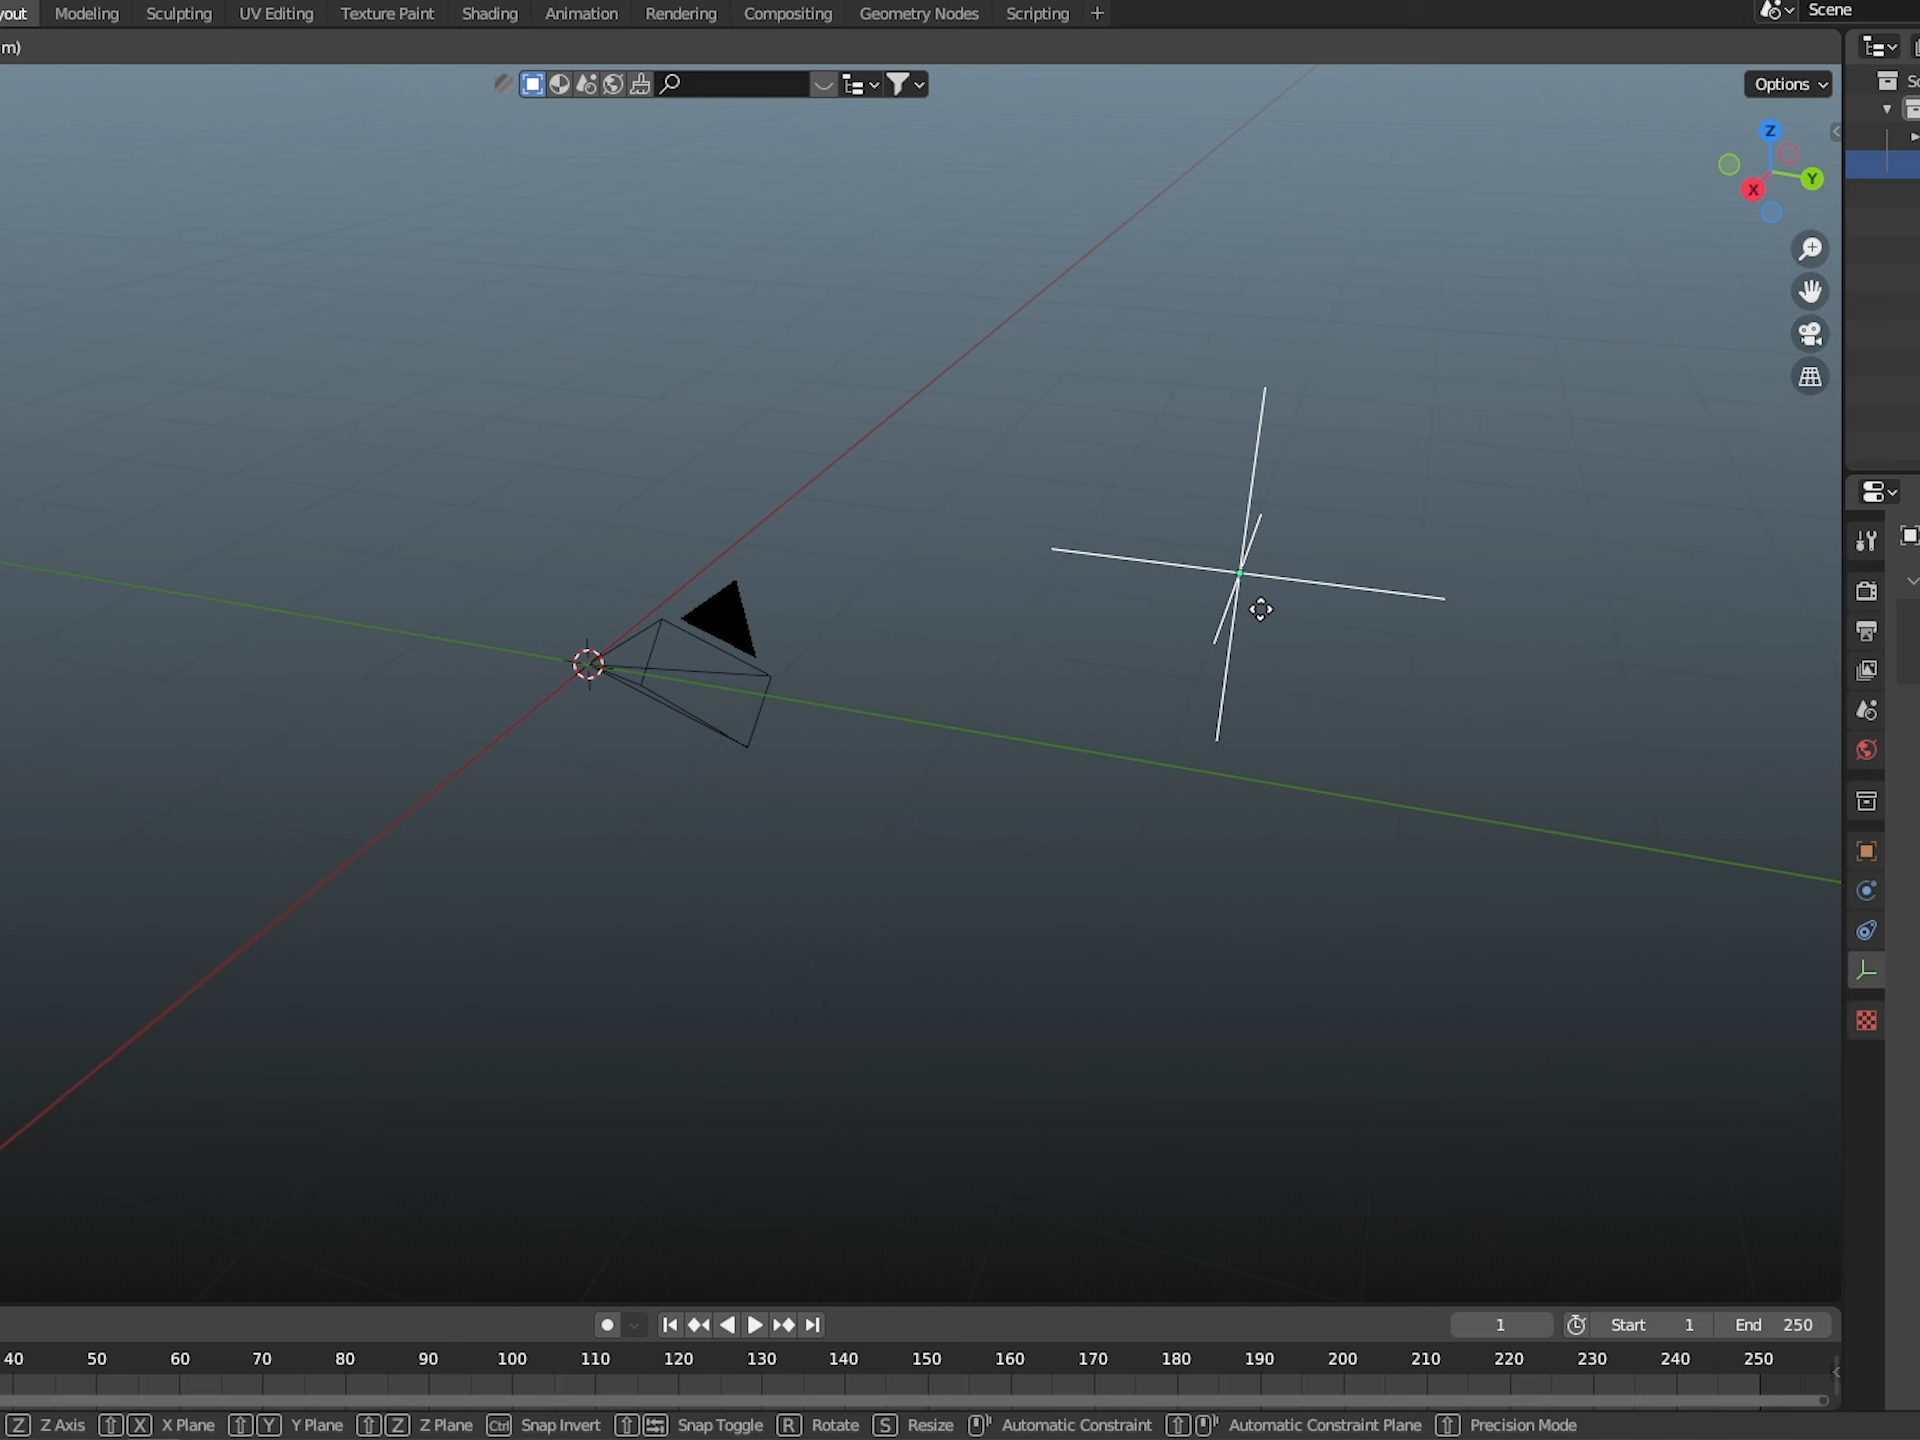 yout Modeling Sculpting UV Editing Texture Paint Shading Animation Rendering Compositing Geometry Nodes Scripting + Scene
m)
Options
Sc
Z
Y
X
1 Start 1 End 250
40 50 60 70 80 90 100 110 120 130 140 150 160 170 180 190 200 210 220 230 240 250
Z Z Axis X X Plane Y Y Plane Z Z Plane Ctrl Snap Invert Snap Toggle R Rotate S Resize Automatic Constraint Automatic Constraint Plane Precision Mode